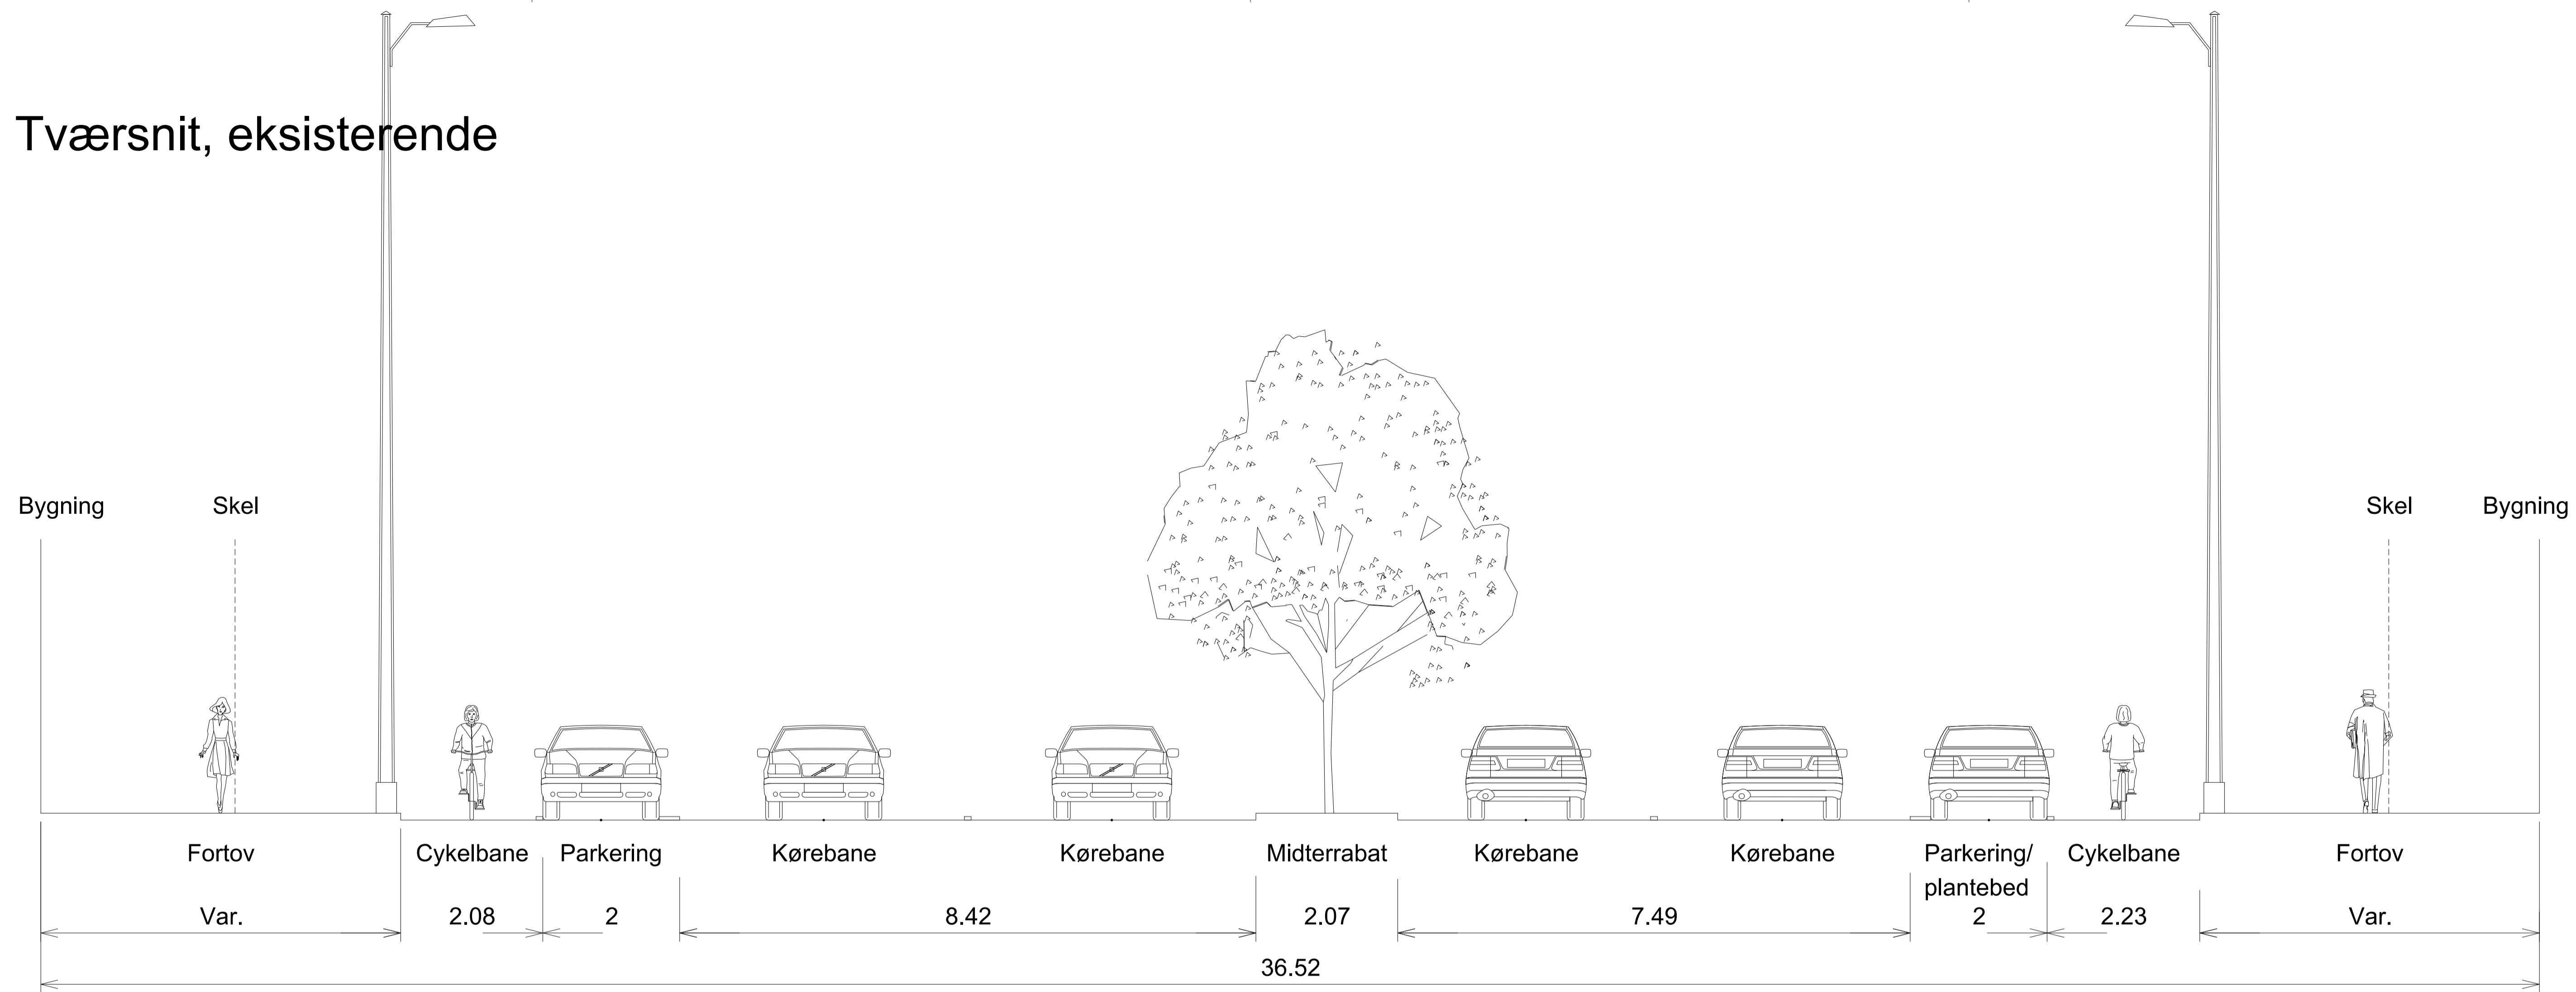 Tværsnit, eksisterende
Bygning Skel Skel Bygning
Fortov Cykelbane Parkering Kørebane Kørebane Midterrabat Kørebane Kørebane Parkering/ Cykelbane Fortov
plantebed
Var. 2.08 2 8.42 2.07 7.49 2 2.23 Var.
36.52